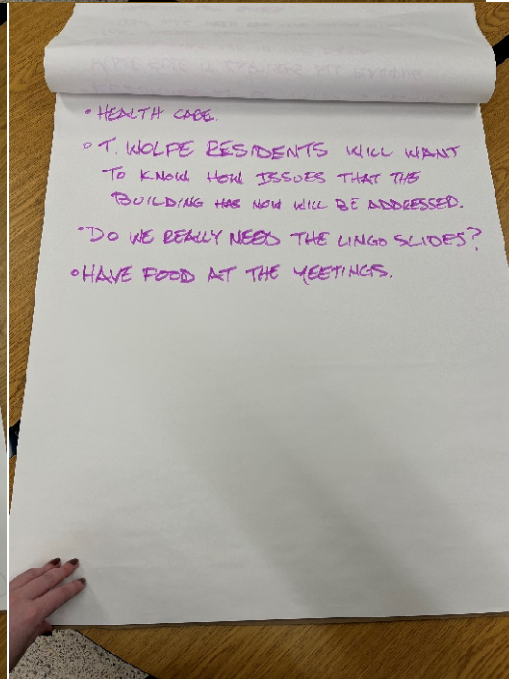 • HEALTH CARE.
• T. WOLFE RESIDENTS WILL WANT
TO KNOW HOW ISSUES THAT THE
BUILDING HAS NOW WILL BE ADDRESSED.
• DO WE REALLY NEED THE LINGO SLIDES?
• HAVE FOOD AT THE MEETINGS.